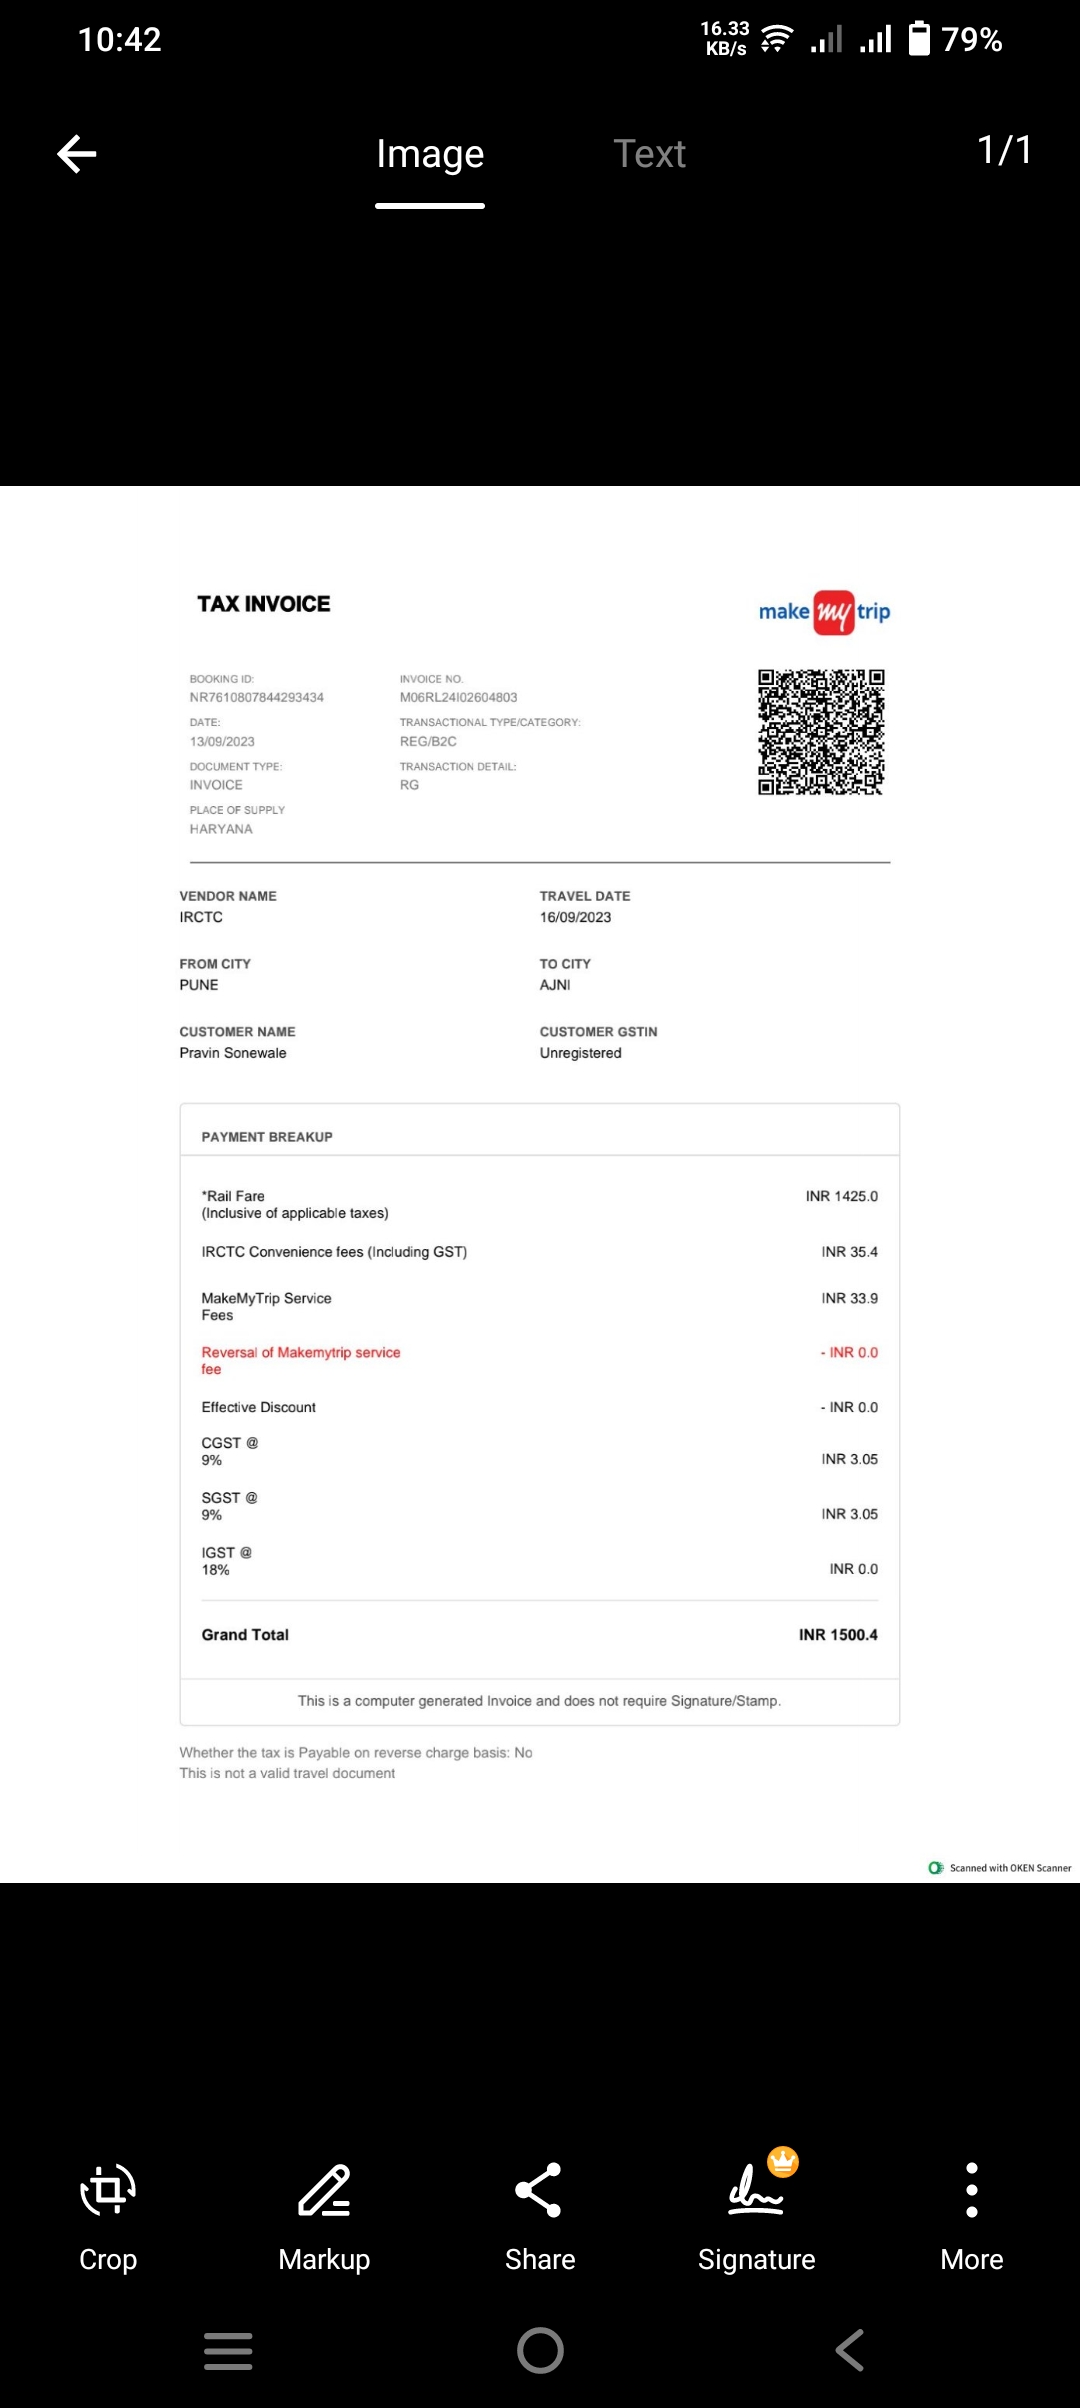 10:42
16.33
KB/s
79%
Image
Text
1/1
TAX INVOICE
make my trip
BOOKING ID:
NR7610807844293434
INVOICE NO.
M06RL24I02604803
DATE:
13/09/2023
TRANSACTIONAL TYPE/CATEGORY:
REG/B2C
DOCUMENT TYPE:
INVOICE
TRANSACTION DETAIL:
RG
PLACE OF SUPPLY
HARYANA
VENDOR NAME
IRCTC
TRAVEL DATE
16/09/2023
FROM CITY
PUNE
TO CITY
AJNI
CUSTOMER NAME
Pravin Sonewale
CUSTOMER GSTIN
Unregistered
PAYMENT BREAKUP
*Rail Fare
(Inclusive of applicable taxes)
INR 1425.0
IRCTC Convenience fees (Including GST)
INR 35.4
MakeMyTrip Service
Fees
INR 33.9
Reversal of Makemytrip service
fee
- INR 0.0
Effective Discount
- INR 0.0
CGST @
9%
INR 3.05
SGST @
9%
INR 3.05
IGST @
18%
INR 0.0
Grand Total
INR 1500.4
This is a computer generated Invoice and does not require Signature/Stamp.
Whether the tax is Payable on reverse charge basis: No
This is not a valid travel document
Scanned with OKEN Scanner
Crop
Markup
Share
Signature
More